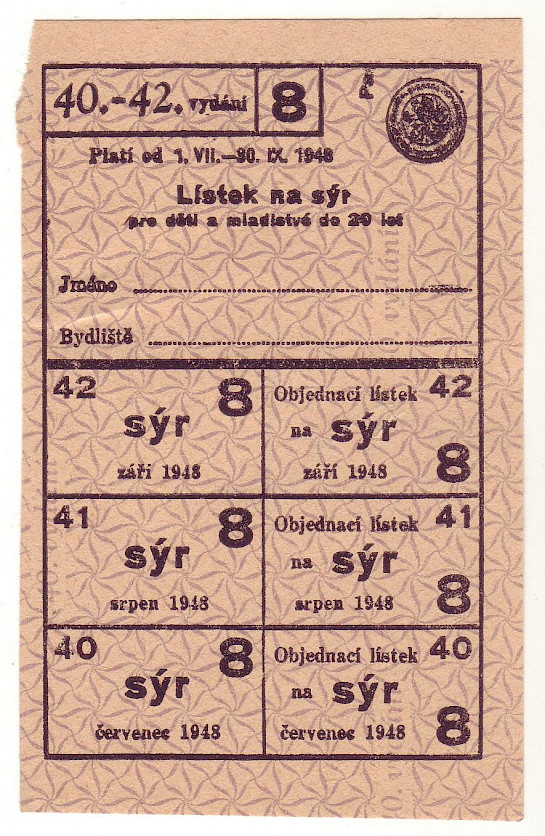 40.-42. vydání 8
Platí od 1. VII.—30. IX. 1948
Lístek na sýr
pro děti a mladistvé do 20 let
Jméno
Bydliště
42 8
sýr
září 1948
Objednací lístek 42
na sýr
září 1948 8
41 8
sýr
srpen 1948
Objednací lístek 41
na sýr
srpen 1948 8
40 8
sýr
červenec 1948
Objednací lístek 40
na sýr
červenec 1948 8